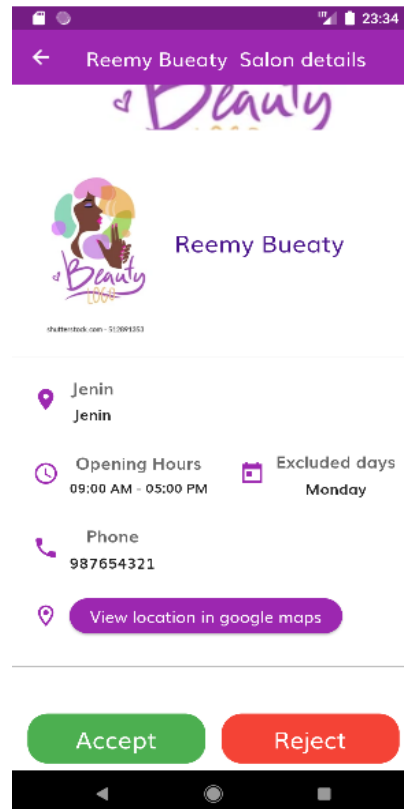 23:34
Reemy Bueaty Salon details
Beauty
Beauty
LOGO
Reemy Bueaty
shutterstock.com - 512891353
Jenin
Jenin
Opening Hours
09:00 AM - 05:00 PM
Excluded days
Monday
Phone
987654321
View location in google maps
Accept
Reject